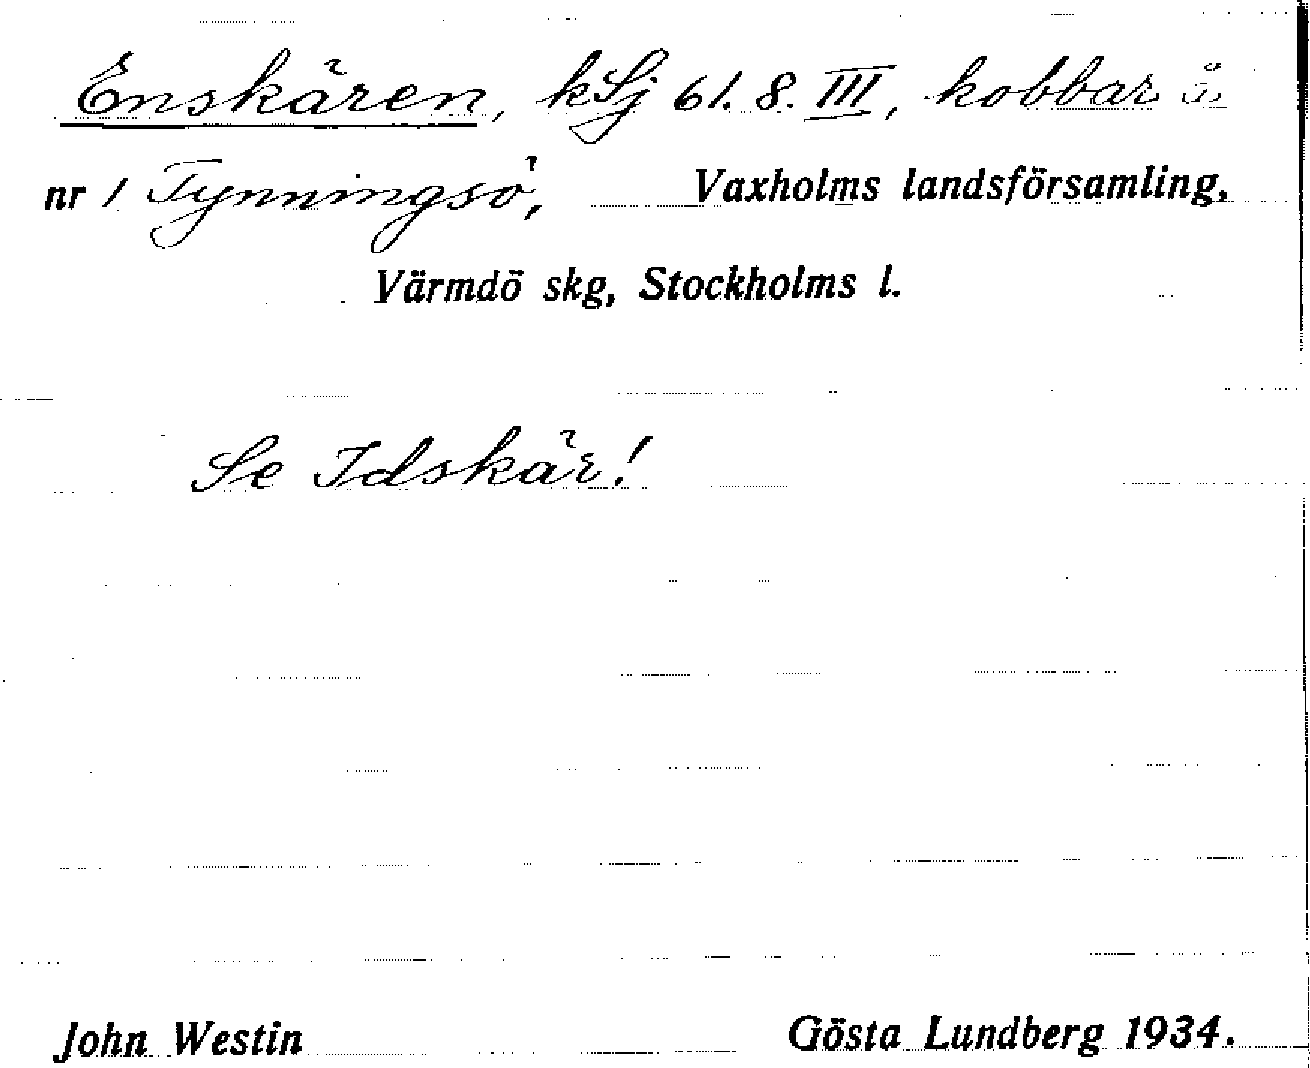 Enskären, kSj 61.8.III, kobbar å
nr 1 Tynningsö, Vaxholms landsförsamling,
Värmdö skg, Stockholms l.
Se Idskär!
John Westin Gösta Lundberg 1934.